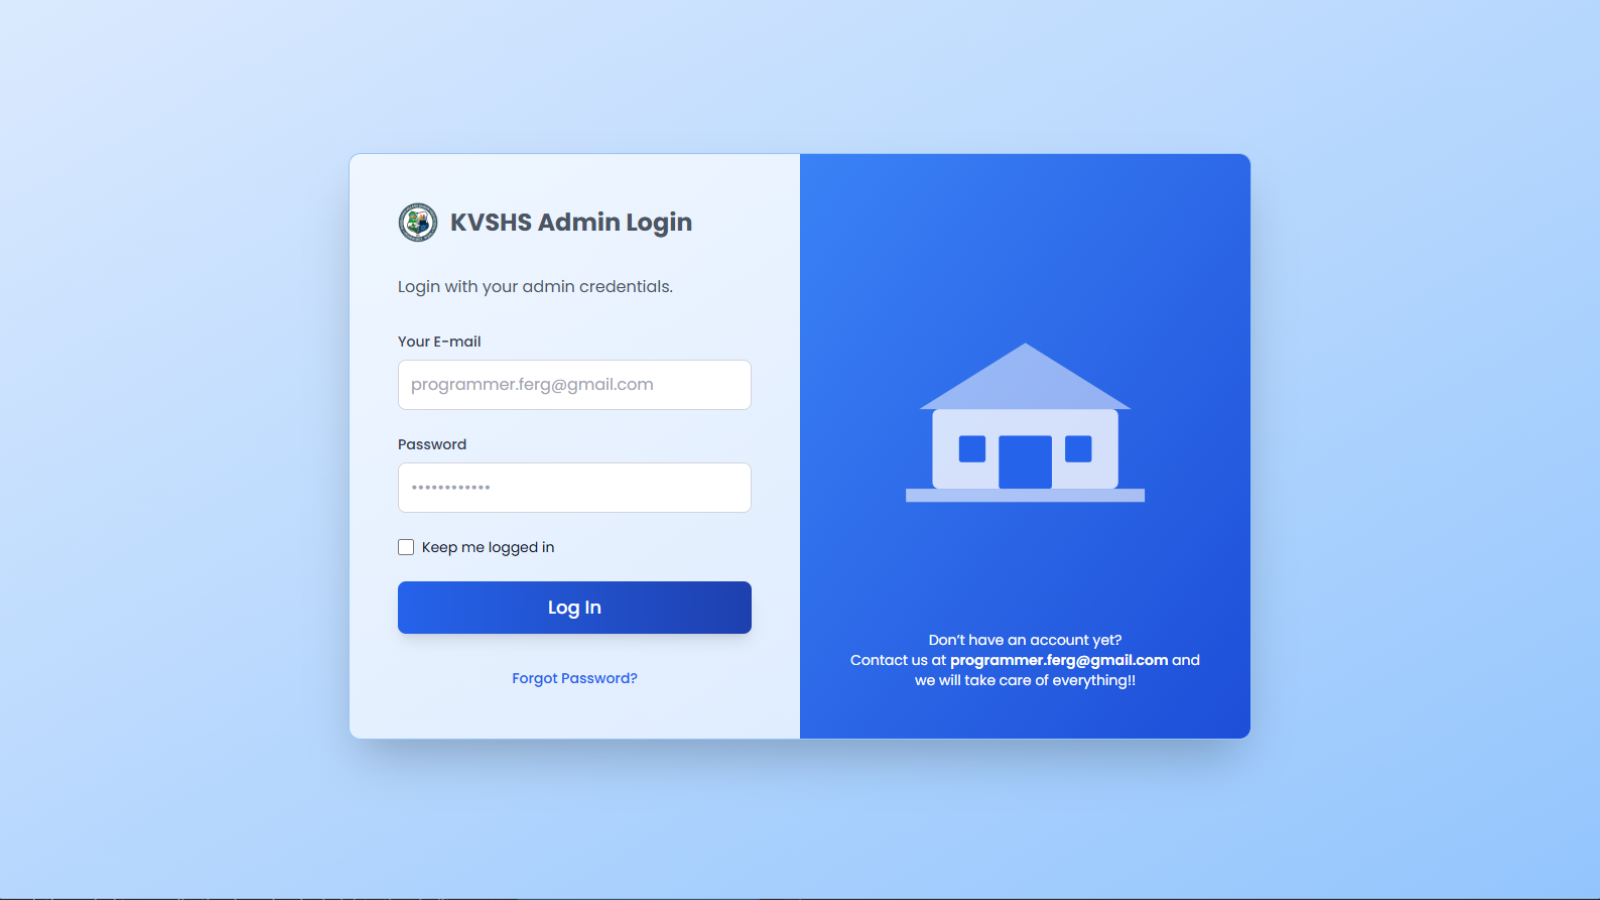 KVSHS Admin Login
Login with your admin credentials.
Your E-mail
programmer.ferg@gmail.com
Password
••••••••••••
Keep me logged in
Log In
Forgot Password?
Don’t have an account yet?
Contact us at programmer.ferg@gmail.com and
we will take care of everything!!